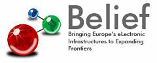 Belief
Bringing Europe's eLectronic
Infrastructures to Expanding
Frontiers